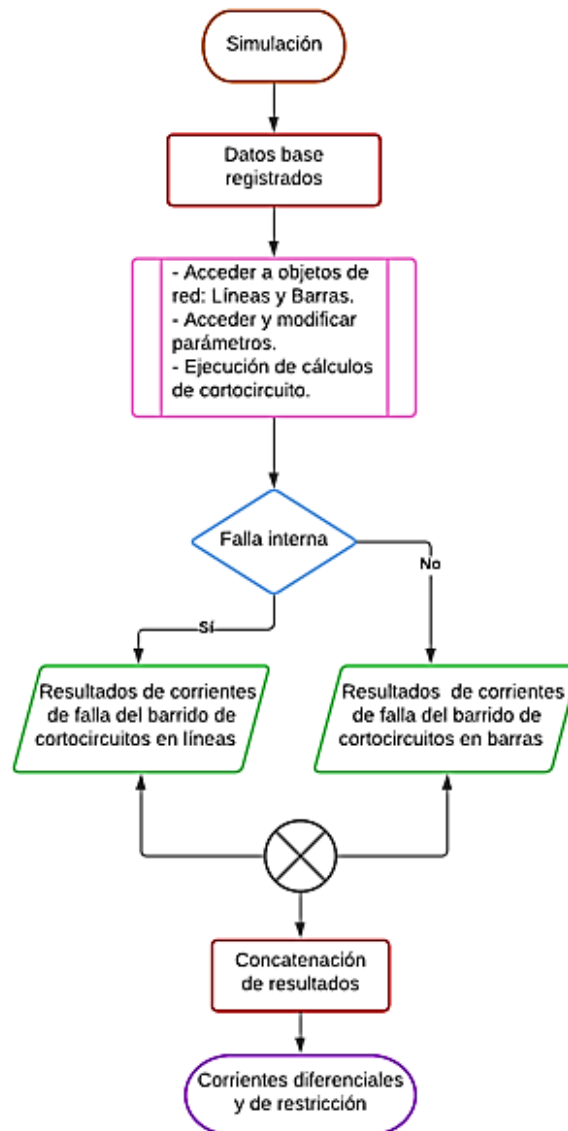 Simulación
Datos base
registrados
- Acceder a objetos de
red: Líneas y Barras.
- Acceder y modificar
parámetros.
- Ejecución de cálculos
de cortocircuito.
Falla interna
No
Sí
Resultados de corrientes
de falla del barrido de
cortocircuitos en líneas
Resultados de corrientes
de falla del barrido de
cortocircuitos en barras
Concatenación
de resultados
Corrientes diferenciales
y de restricción